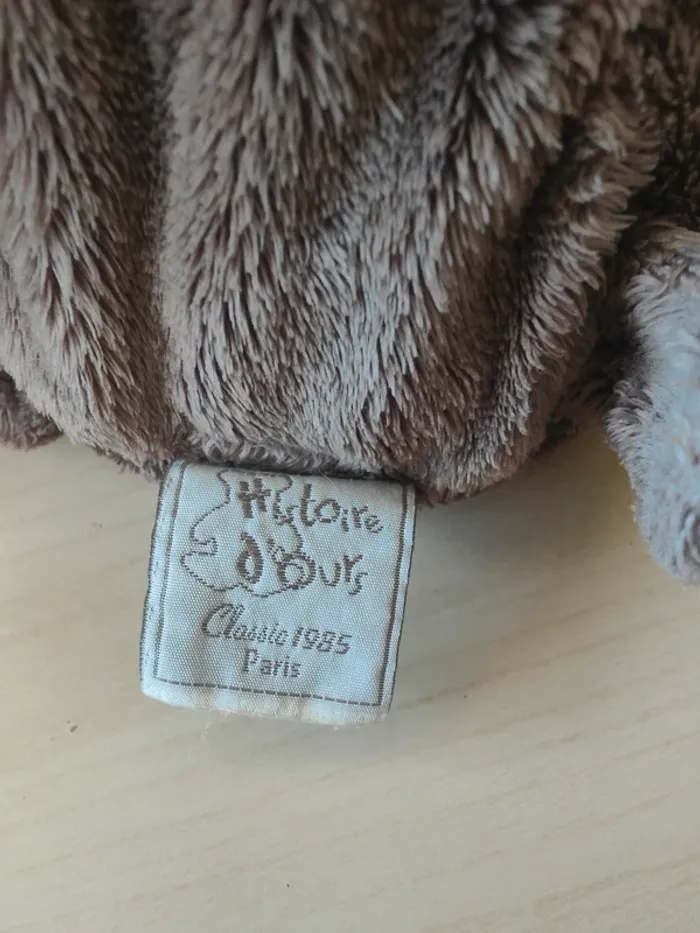 Histoire
d'Ours
Classic 1985
Paris